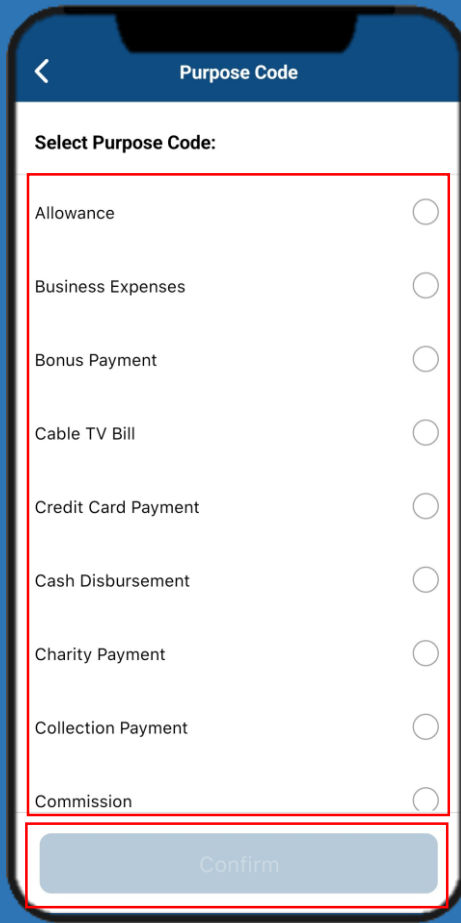 Purpose Code
Select Purpose Code:
Allowance
Business Expenses
Bonus Payment
Cable TV Bill
Credit Card Payment
Cash Disbursement
Charity Payment
Collection Payment
Commission
Confirm